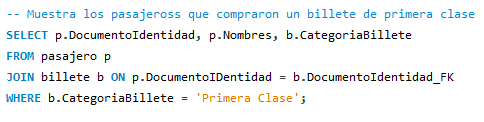 -- Muestra los pasajeross que compraron un billete de primera clase
SELECT p.DocumentoIdentidad, p.Nombres, b.CategoriaBillete
FROM pasajero p
JOIN billete b ON p.DocumentoIDentidad = b.DocumentoIdentidad_FK
WHERE b.CategoriaBillete = 'Primera Clase';